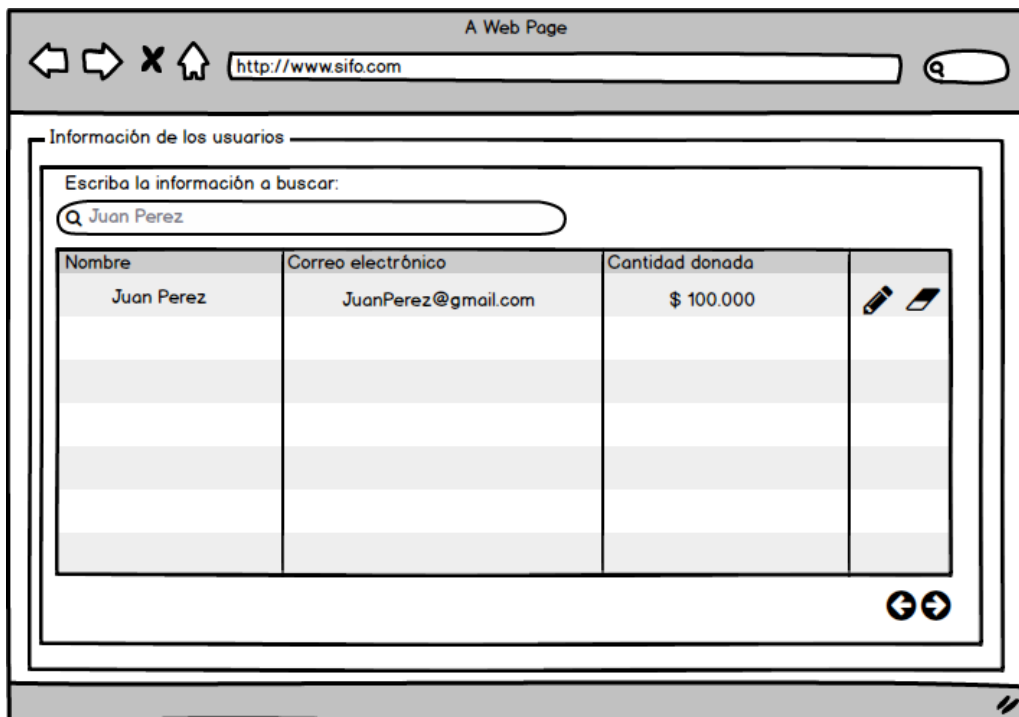 A Web Page
http://www.sifo.com
Información de los usuarios
Escriba la información a buscar:
Juan Perez
Nombre Correo electrónico Cantidad donada
Juan Perez JuanPerez@gmail.com $ 100.000